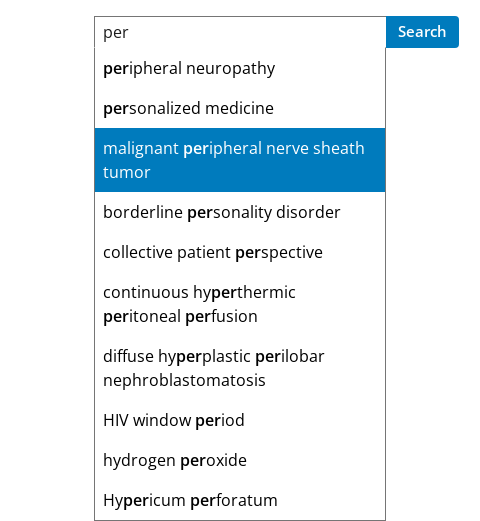 per Search
peripheral neuropathy
personalized medicine
malignant peripheral nerve sheath
tumor
borderline personality disorder
collective patient perspective
continuous hyperthermic
peritoneal perfusion
diffuse hyperplastic perilobar
nephroblastomatosis
HIV window period
hydrogen peroxide
Hypericum perforatum